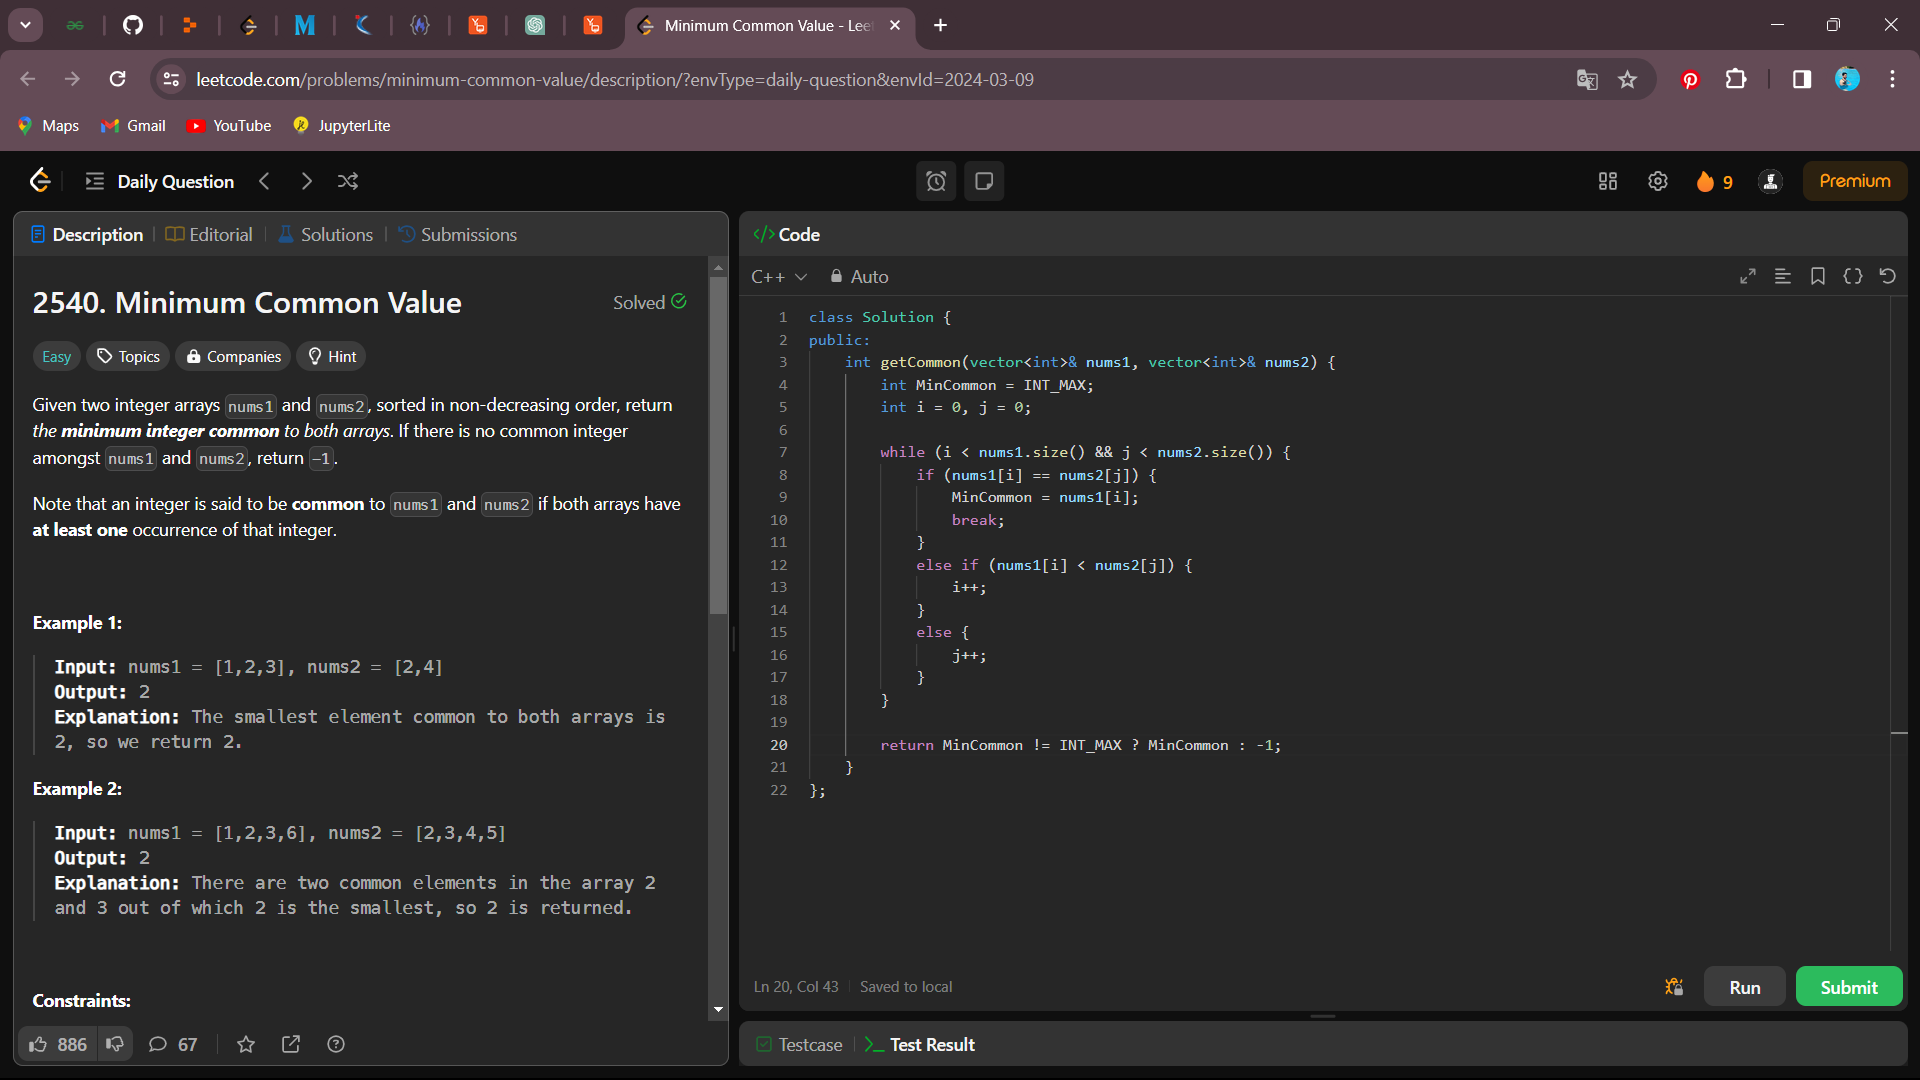 Minimum Common Value - Lee
leetcode.com/problems/minimum-common-value/description/?envType=daily-question&envId=2024-03-09
Maps
Gmail
YouTube
JupyterLite
Daily Question
9
Premium
Description
Editorial
Solutions
Submissions
2540. Minimum Common Value
Solved
Easy
Topics
Companies
Hint
Given two integer arrays nums1 and nums2, sorted in non-decreasing order, return
the minimum integer common to both arrays. If there is no common integer
amongst nums1 and nums2, return -1.
Note that an integer is said to be common to nums1 and nums2 if both arrays have
at least one occurrence of that integer.
Example 1:
Input: nums1 = [1,2,3], nums2 = [2,4]
Output: 2
Explanation: The smallest element common to both arrays is
2, so we return 2.
Example 2:
Input: nums1 = [1,2,3,6], nums2 = [2,3,4,5]
Output: 2
Explanation: There are two common elements in the array 2
and 3 out of which 2 is the smallest, so 2 is returned.
Constraints:
886
67
</> Code
C++
Auto
1 class Solution {
2 public:
3     int getCommon(vector<int>& nums1, vector<int>& nums2) {
4         int MinCommon = INT_MAX;
5         int i = 0, j = 0;
6
7         while (i < nums1.size() && j < nums2.size()) {
8             if (nums1[i] == nums2[j]) {
9                 MinCommon = nums1[i];
10                 break;
11             }
12             else if (nums1[i] < nums2[j]) {
13                 i++;
14             }
15             else {
16                 j++;
17             }
18         }
19
20         return MinCommon != INT_MAX ? MinCommon : -1;
21     }
22 };
Ln 20, Col 43
Saved to local
Run
Submit
Testcase
Test Result